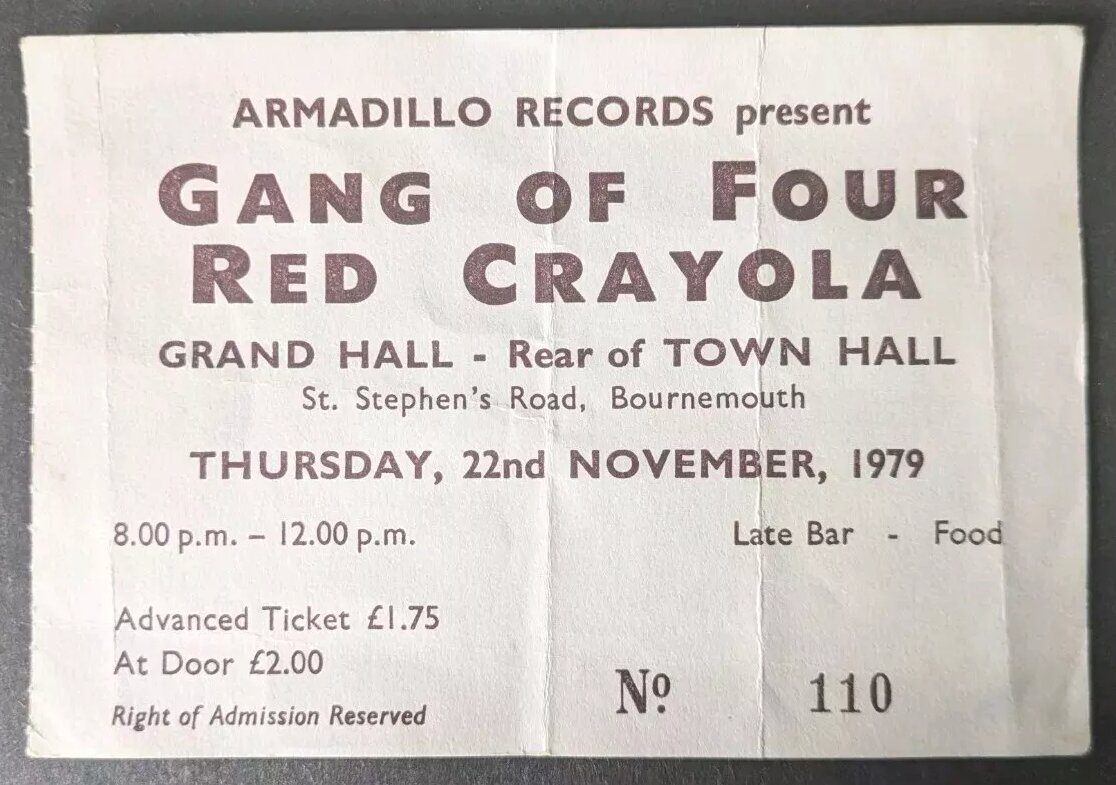 ARMADILLO RECORDS present
GANG OF FOUR
RED CRAYOLA
GRAND HALL - Rear of TOWN HALL
St. Stephen's Road, Bournemouth
THURSDAY, 22nd NOVEMBER, 1979
8.00 p.m. – 12.00 p.m. Late Bar - Food
Advanced Ticket £1.75
At Door £2.00
Right of Admission Reserved
Nº 110